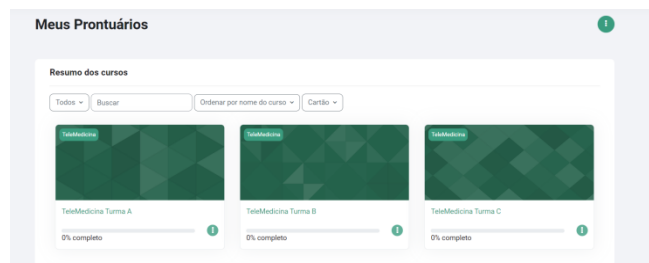 Meus Prontuários
Resumo dos cursos
Todos
Buscar
Ordenar por nome do curso
Cartão
TeleMedicina
TeleMedicina
TeleMedicina
TeleMedicina Turma A
TeleMedicina Turma B
TeleMedicina Turma C
0% completo
0% completo
0% completo